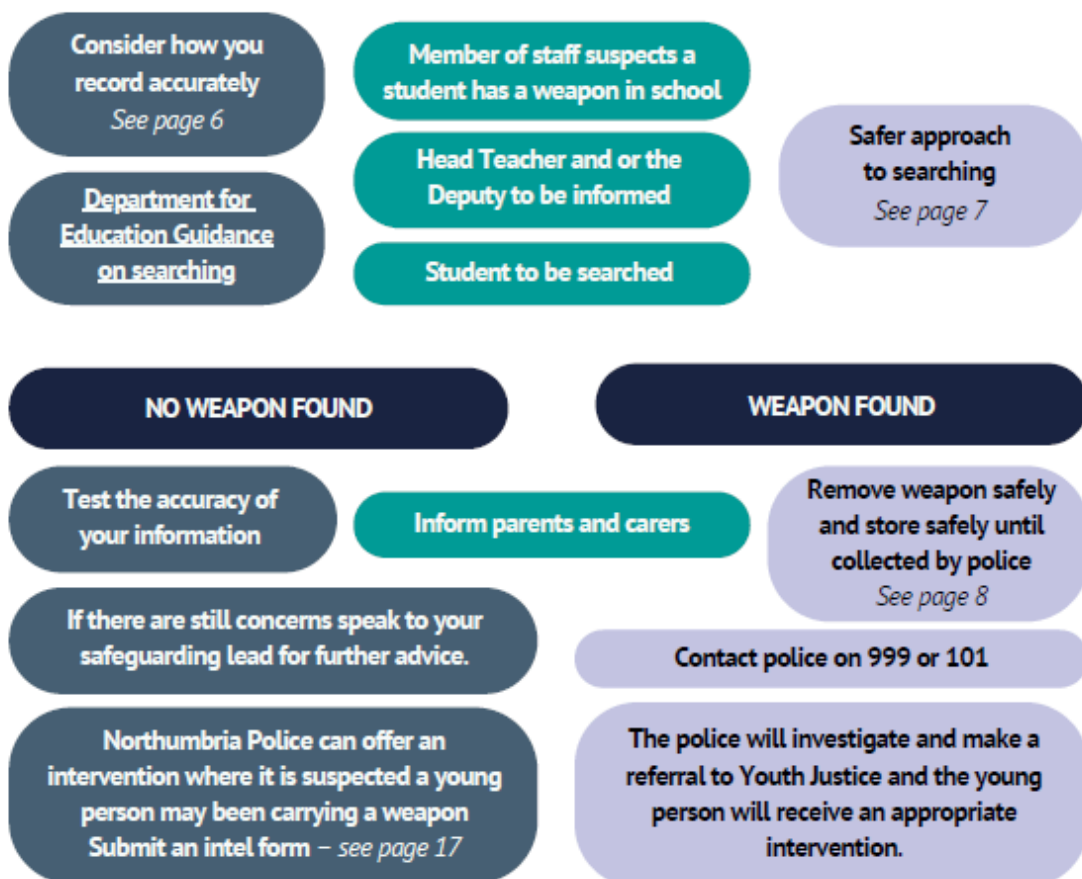 Consider how you
record accurately
See page 6
Department for
Education Guidance
on searching
Member of staff suspects a
student has a weapon in school
Head Teacher and or the
Deputy to be informed
Student to be searched
Safer approach
to searching
See page 7
NO WEAPON FOUND
WEAPON FOUND
Test the accuracy of
your information
Inform parents and carers
Remove weapon safely
and store safely until
collected by police
See page 8
If there are still concerns speak to your
safeguarding lead for further advice.
Contact police on 999 or 101
Northumbria Police can offer an
intervention where it is suspected a young
person may been carrying a weapon
Submit an intel form – see page 17
The police will investigate and make a
referral to Youth Justice and the young
person will receive an appropriate
intervention.